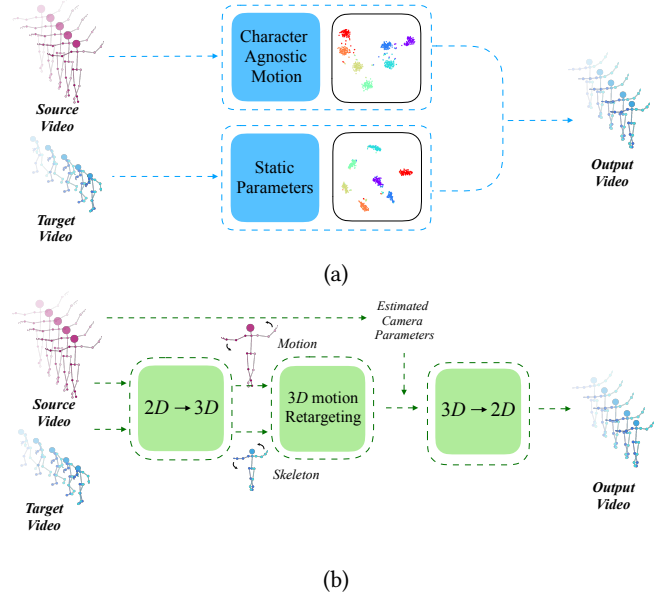 Character
Agnostic
Motion
Source
Video
Static
Parameters
Target
Video
Output
Video
(a)
Estimated
Camera
Parameters
Motion
Source
Video
2D → 3D
3D motion
Retargeting
3D → 2D
Skeleton
Target
Video
Output
Video
(b)